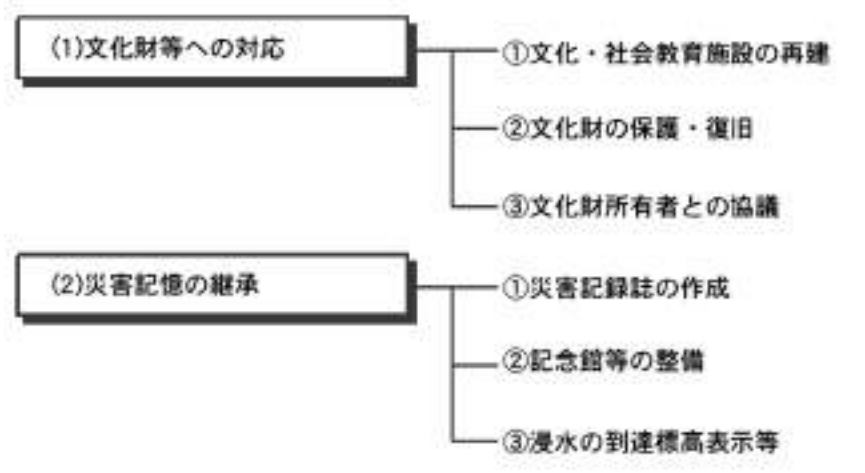 (1)文化財等への対応
①文化・社会教育施設の再建
②文化財の保護・復旧
③文化財所有者との協議
(2)災害記憶の継承
①災害記録誌の作成
②記念館等の整備
③浸水の到達標高表示等